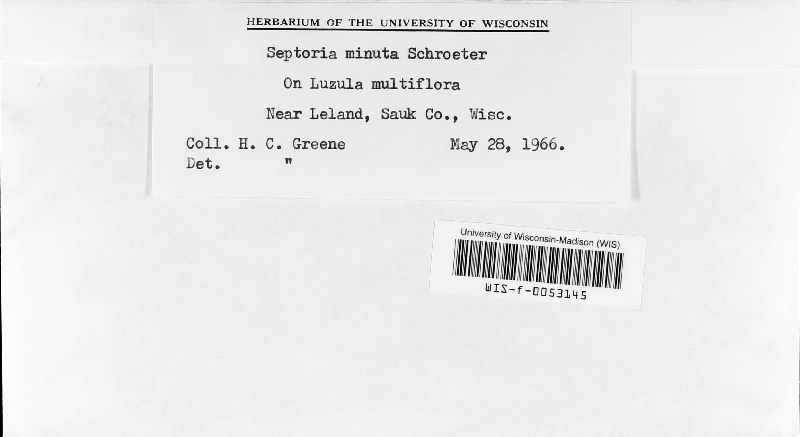 HERBARIUM OF THE UNIVERSITY OF WISCONSIN
Septoria minuta Schroeter
On Luzula multiflora
Near Leland, Sauk Co., Wisc.
Coll. H. C. Greene May 28, 1966.
Det. "
University of Wisconsin-Madison (WIS)
WIS-f-0053145